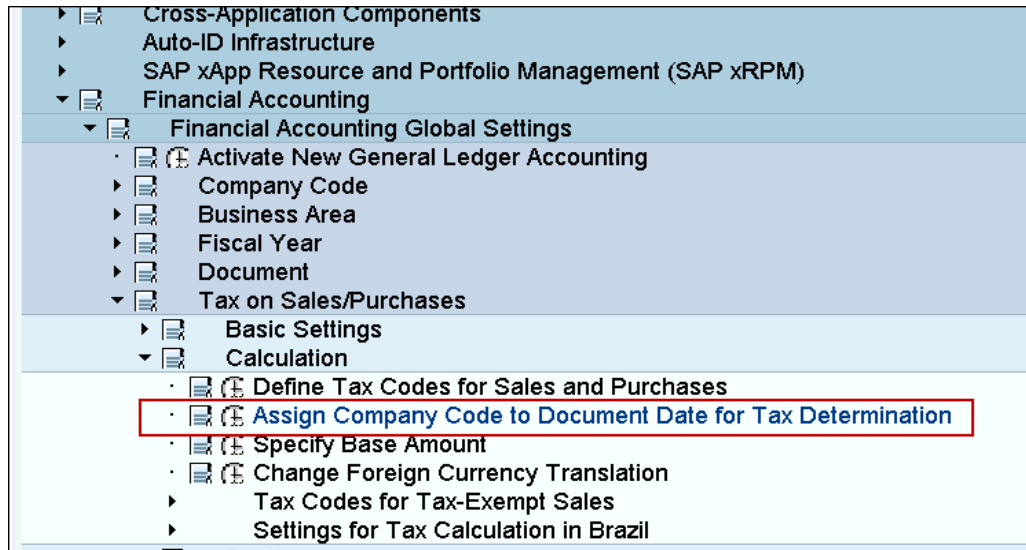 Cross-Application Components
Auto-ID Infrastructure
SAP xApp Resource and Portfolio Management (SAP xRPM)
Financial Accounting
Financial Accounting Global Settings
Activate New General Ledger Accounting
Company Code
Business Area
Fiscal Year
Document
Tax on Sales/Purchases
Basic Settings
Calculation
Define Tax Codes for Sales and Purchases
Assign Company Code to Document Date for Tax Determination
Specify Base Amount
Change Foreign Currency Translation
Tax Codes for Tax-Exempt Sales
Settings for Tax Calculation in Brazil